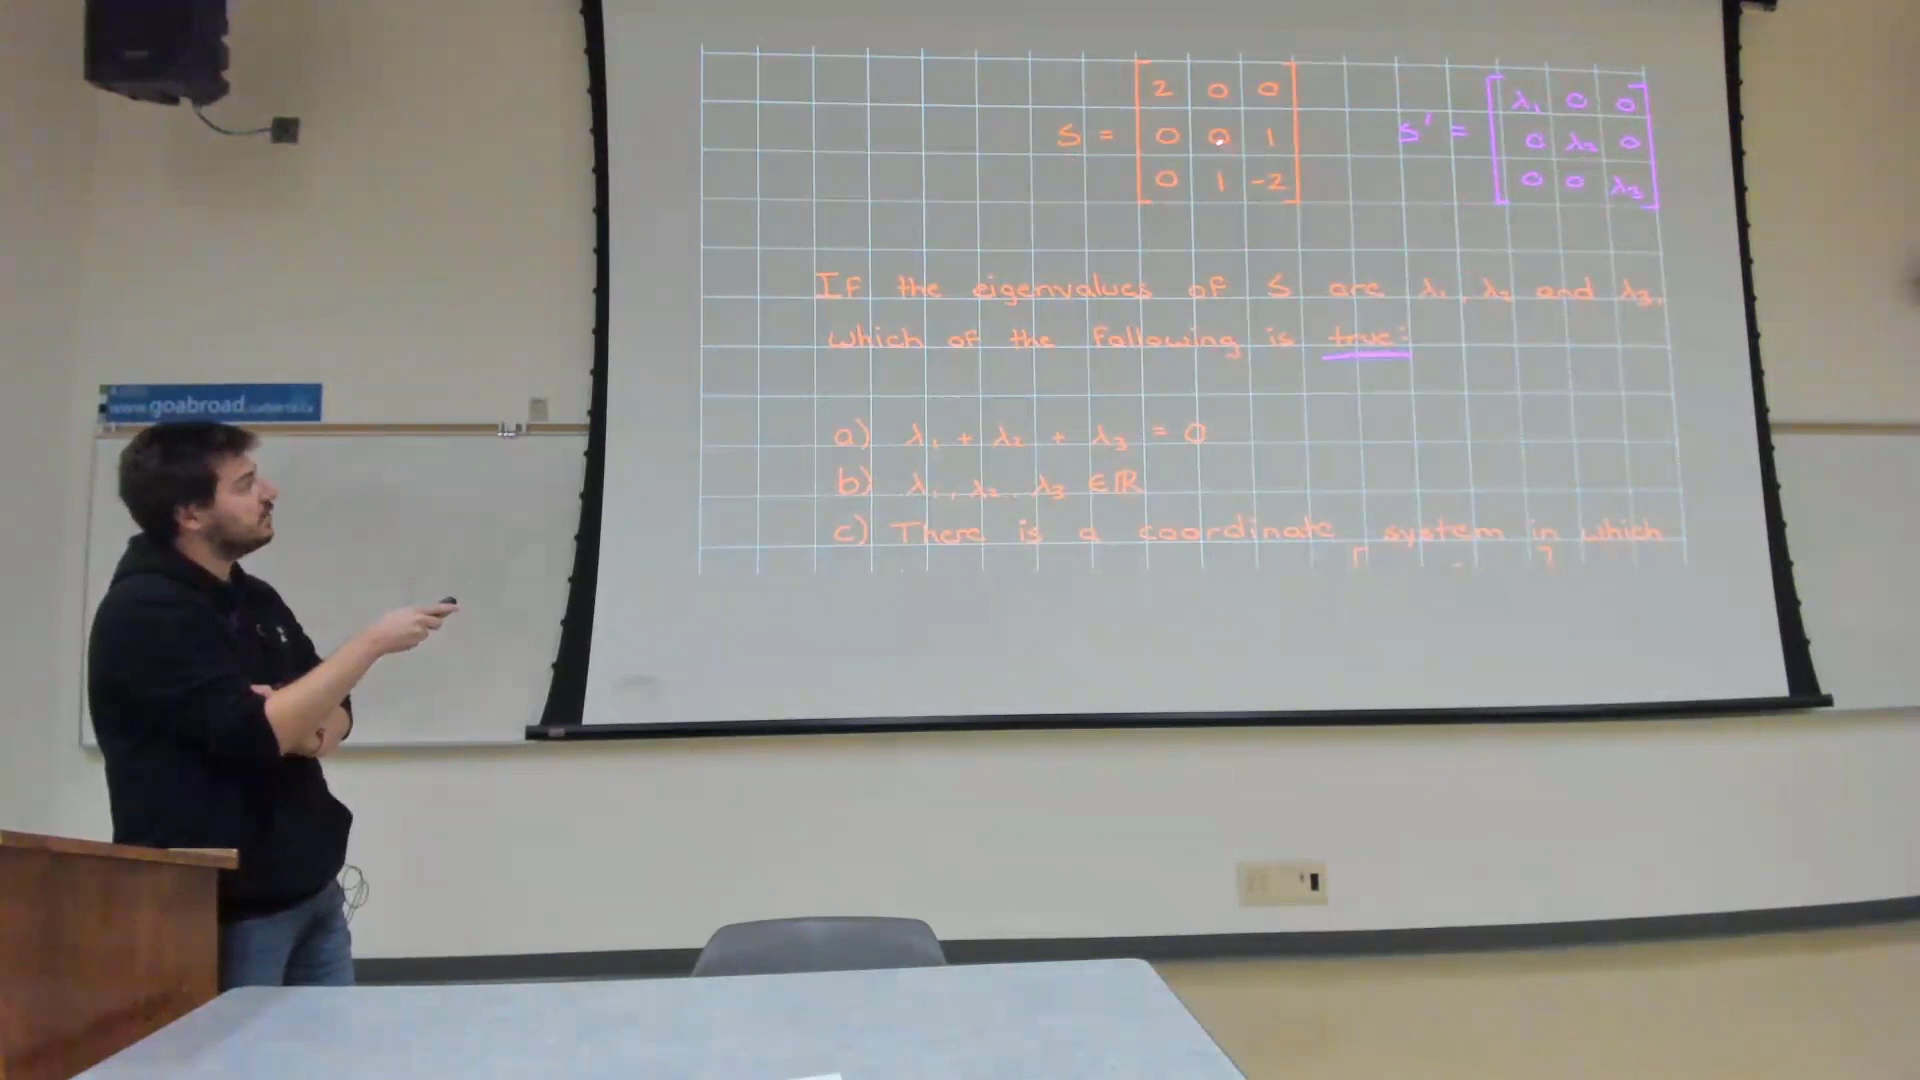 2 0 0
S = 0 0 1
0 1 -2
λ₁ 0 0
S' = 0 λ₂ 0
0 0 λ₃
If the eigenvalues of S are λ₁, λ₂ and λ₃,
which of the following is true:
a) λ₁ + λ₂ + λ₃ = 0
b) λ₁, λ₂, λ₃ ∈ ℝ
c) There is a coordinate system in which
www.goabroad